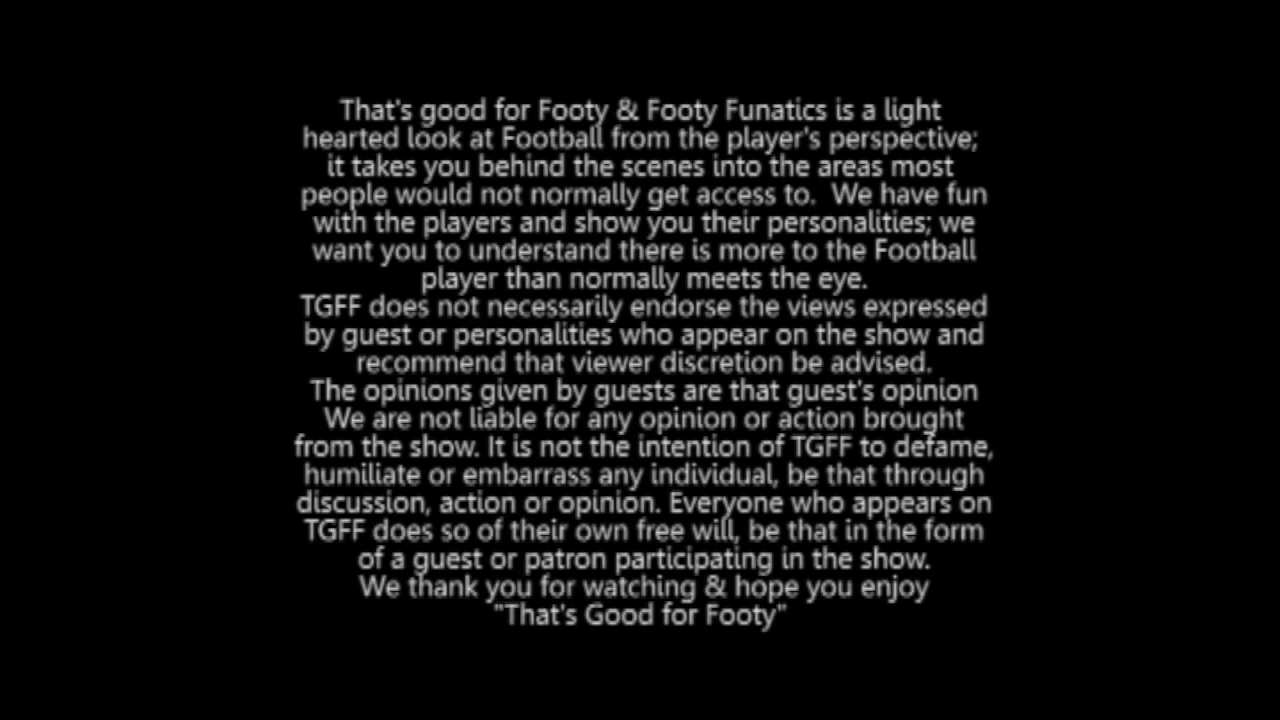 That's good for Footy & Footy Funatics is a light
hearted look at Football from the player's perspective;
it takes you behind the scenes into the areas most
people would not normally get access to.  We have fun
with the players and show you their personalities; we
want you to understand there is more to the Football
player than normally meets the eye.
TGFF does not necessarily endorse the views expressed
by guest or personalities who appear on the show and
recommend that viewer discretion be advised.
The opinions given by guests are that guest's opinion
We are not liable for any opinion or action brought
from the show. It is not the intention of TGFF to defame,
humiliate or embarrass any individual, be that through
discussion, action or opinion. Everyone who appears on
TGFF does so of their own free will, be that in the form
of a guest or patron participating in the show.
We thank you for watching & hope you enjoy
"That's Good for Footy"